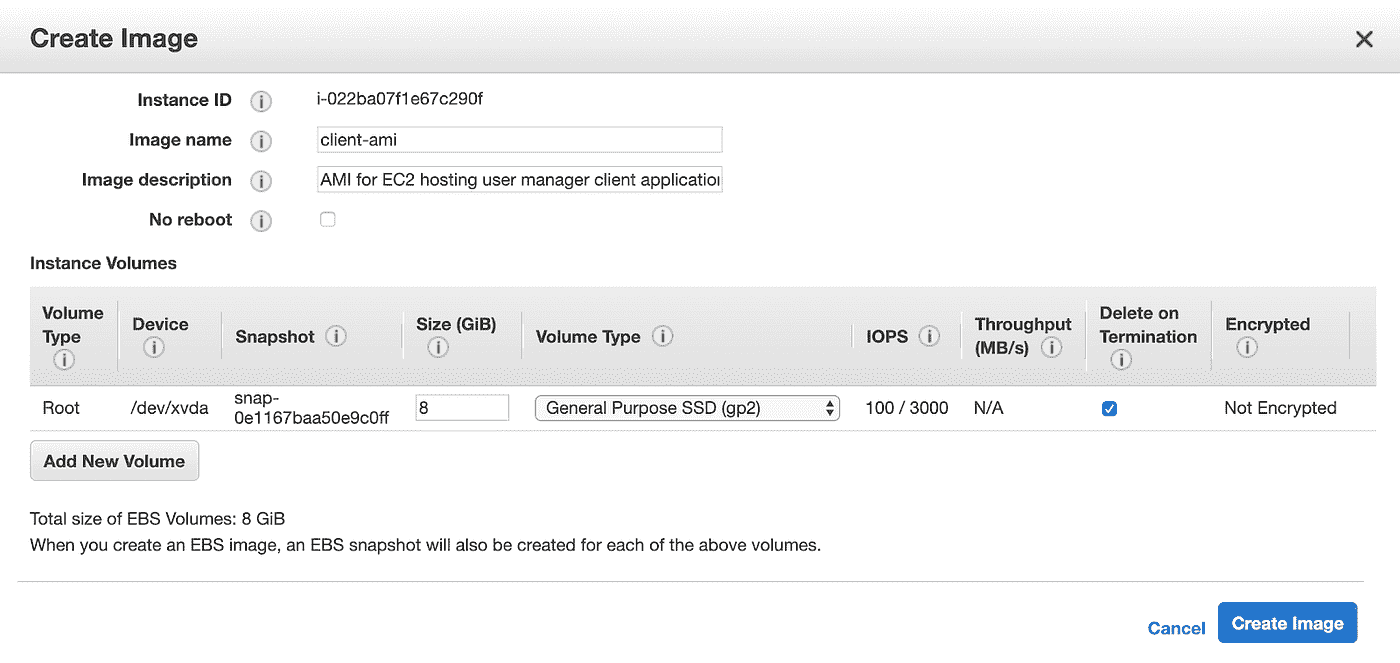 Create Image
Instance ID i-022ba07f1e67c290f
Image name client-ami
Image description AMI for EC2 hosting user manager client application
No reboot
Instance Volumes
Volume Type Device Snapshot Size (GiB) Volume Type IOPS Throughput (MB/s) Delete on Termination Encrypted
Root /dev/xvda snap-0e1167baa50e9c0ff 8 General Purpose SSD (gp2) 100 / 3000 N/A Not Encrypted
Add New Volume
Total size of EBS Volumes: 8 GiB
When you create an EBS image, an EBS snapshot will also be created for each of the above volumes.
Cancel Create Image